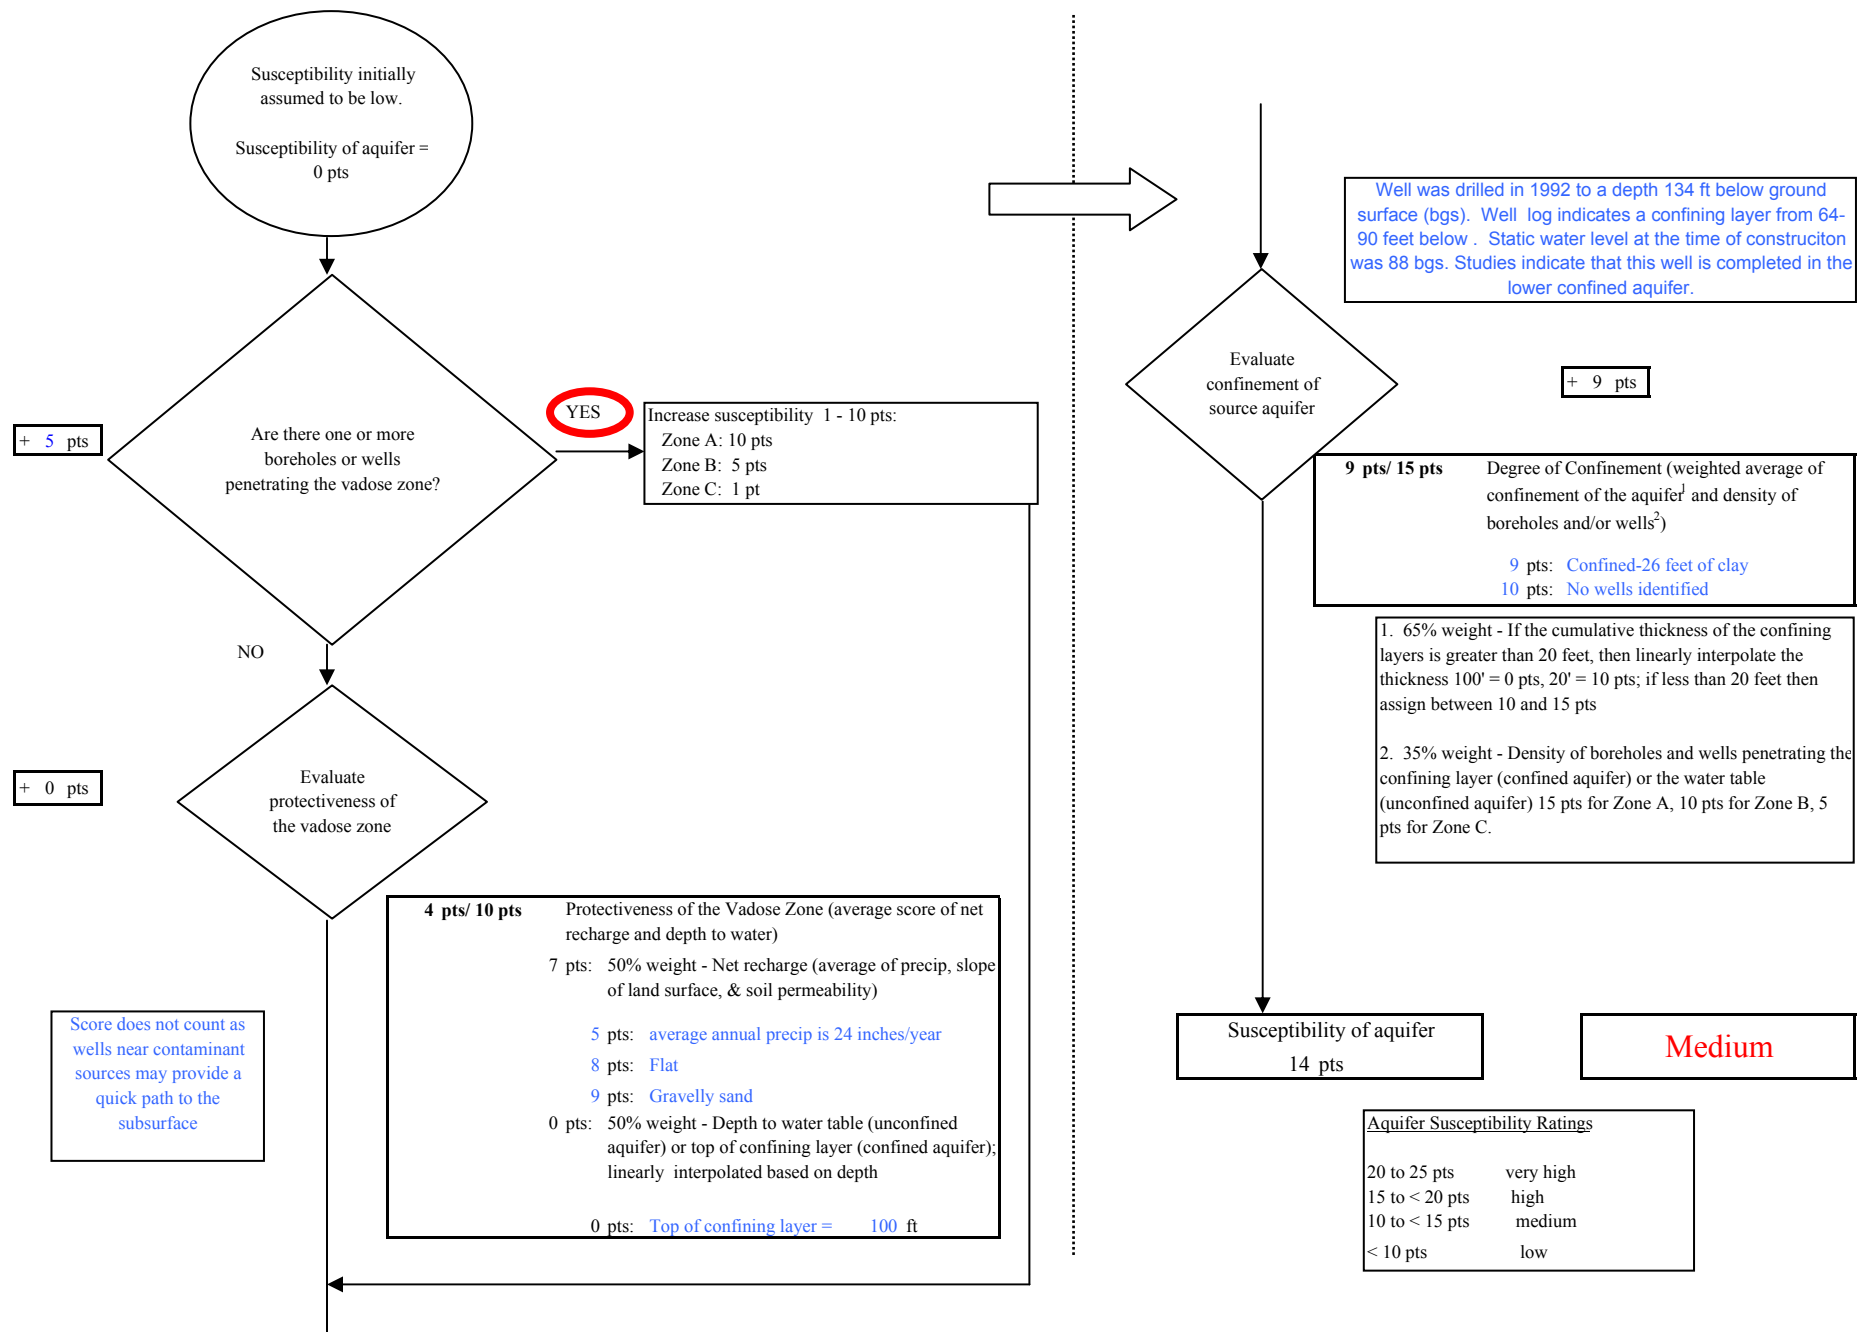 Susceptibility initially
assumed to be low.
Susceptibility of aquifer =
0 pts
+ 5 pts
Are there one or more
boreholes or wells
penetrating the vadose zone?
YES
Increase susceptibility 1 - 10 pts:
Zone A: 10 pts
Zone B: 5 pts
Zone C: 1 pt
NO
+ 0 pts
Evaluate
protectiveness of
the vadose zone
Score does not count as
wells near contaminant
sources may provide a
quick path to the
subsurface
4 pts/ 10 pts Protectiveness of the Vadose Zone (average score of net
recharge and depth to water)
7 pts: 50% weight - Net recharge (average of precip, slope
of land surface, & soil permeability)
5 pts: average annual precip is 24 inches/year
8 pts: Flat
9 pts: Gravelly sand
0 pts: 50% weight - Depth to water table (unconfined
aquifer) or top of confining layer (confined aquifer);
linearly interpolated based on depth
0 pts: Top of confining layer = 100 ft
Well was drilled in 1992 to a depth 134 ft below ground
surface (bgs). Well log indicates a confining layer from 64-
90 feet below . Static water level at the time of construciton
was 88 bgs. Studies indicate that this well is completed in the
lower confined aquifer.
Evaluate
confinement of
source aquifer
+ 9 pts
9 pts/ 15 pts Degree of Confinement (weighted average of
confinement of the aquifer1 and density of
boreholes and/or wells2)
9 pts: Confined-26 feet of clay
10 pts: No wells identified
1. 65% weight - If the cumulative thickness of the confining
layers is greater than 20 feet, then linearly interpolate the
thickness 100' = 0 pts, 20' = 10 pts; if less than 20 feet then
assign between 10 and 15 pts
2. 35% weight - Density of boreholes and wells penetrating the
confining layer (confined aquifer) or the water table
(unconfined aquifer) 15 pts for Zone A, 10 pts for Zone B, 5
pts for Zone C.
Susceptibility of aquifer
14 pts
Medium
Aquifer Susceptibility Ratings
20 to 25 pts very high
15 to < 20 pts high
10 to < 15 pts medium
< 10 pts low